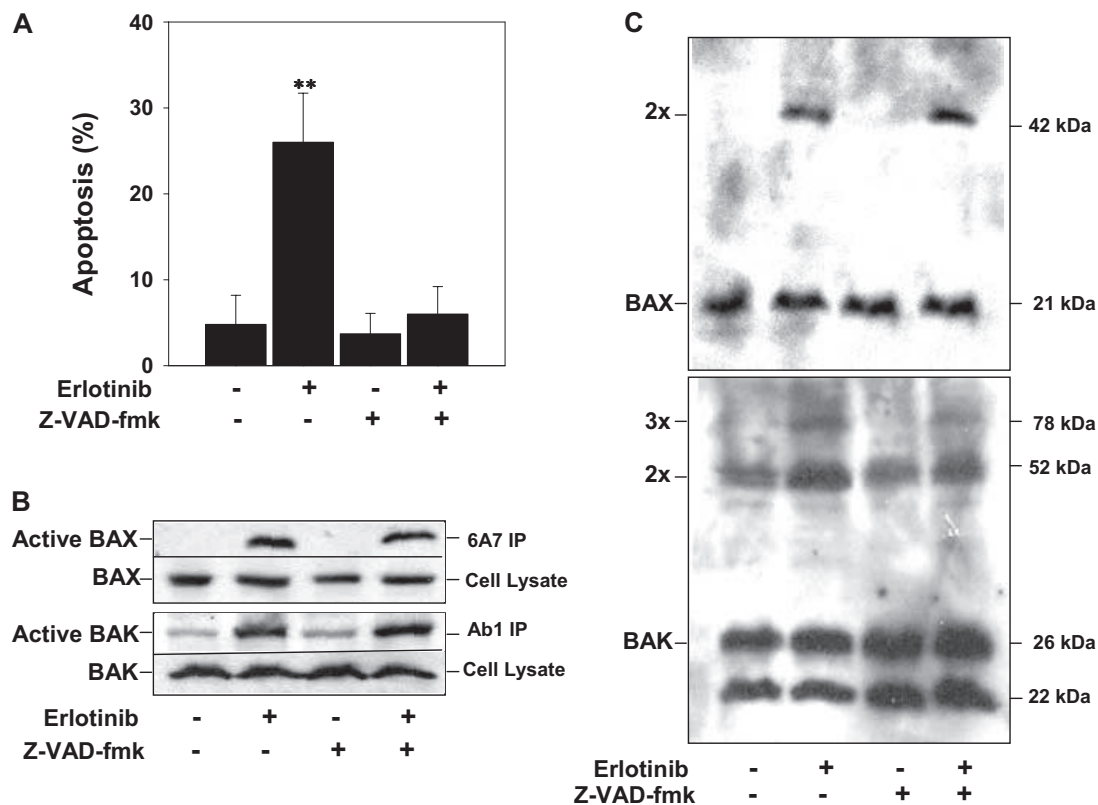 A
40
30
20
10
0
Apoptosis (%)
**
Erlotinib - + - +
Z-VAD-fmk - - + +
B
Active BAX 6A7 IP
BAX Cell Lysate
Active BAK Ab1 IP
BAK Cell Lysate
Erlotinib - + - +
Z-VAD-fmk - - + +
C
2x 42 kDa
BAX 21 kDa
3x 78 kDa
52 kDa
2x
BAK 26 kDa
22 kDa
Erlotinib - + - +
Z-VAD-fmk - - + +